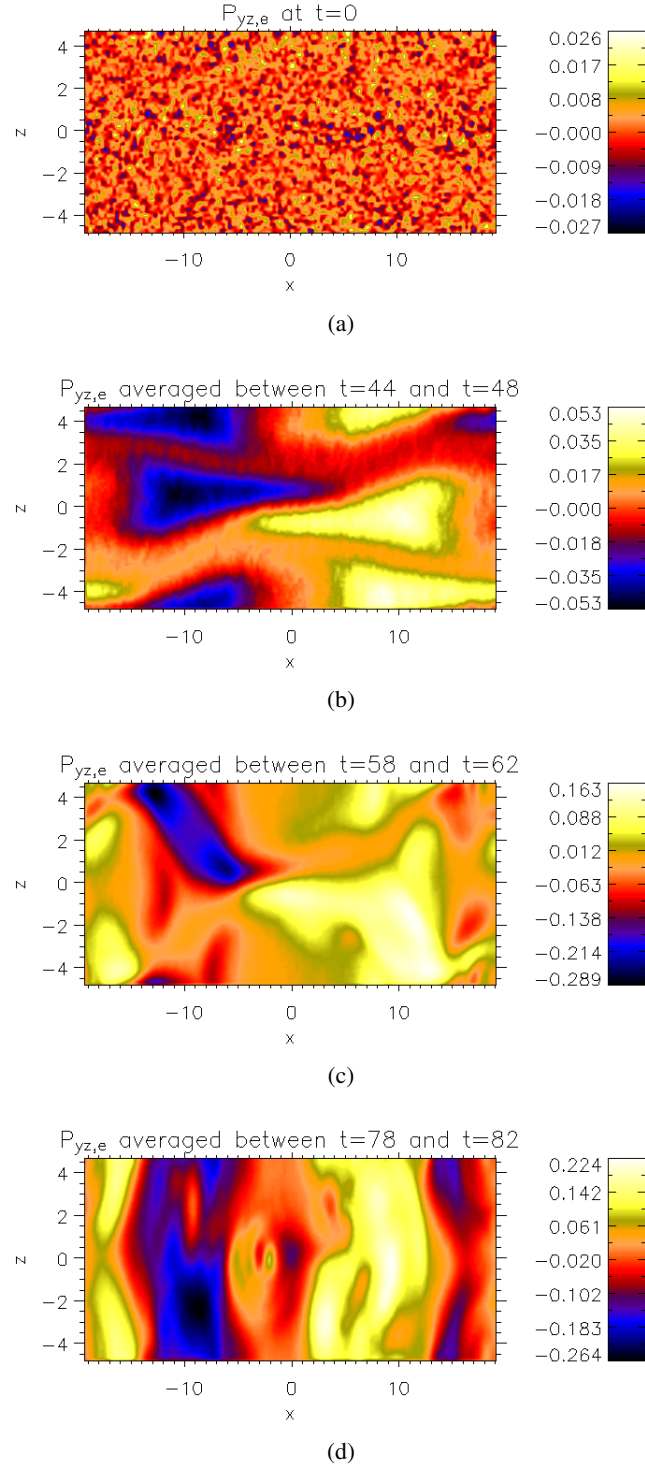 P_yz,e at t=0
4
2
0
−2
−4
z
−10 0 10
x
0.026
0.017
0.008
−0.000
−0.009
−0.018
−0.027
(a)
P_yz,e averaged between t=44 and t=48
4
2
0
−2
−4
z
−10 0 10
x
0.053
0.035
0.017
−0.000
−0.018
−0.035
−0.053
(b)
P_yz,e averaged between t=58 and t=62
4
2
0
−2
−4
z
−10 0 10
x
0.163
0.088
0.012
−0.063
−0.138
−0.214
−0.289
(c)
P_yz,e averaged between t=78 and t=82
4
2
0
−2
−4
z
−10 0 10
x
0.224
0.142
0.061
−0.020
−0.102
−0.183
−0.264
(d)